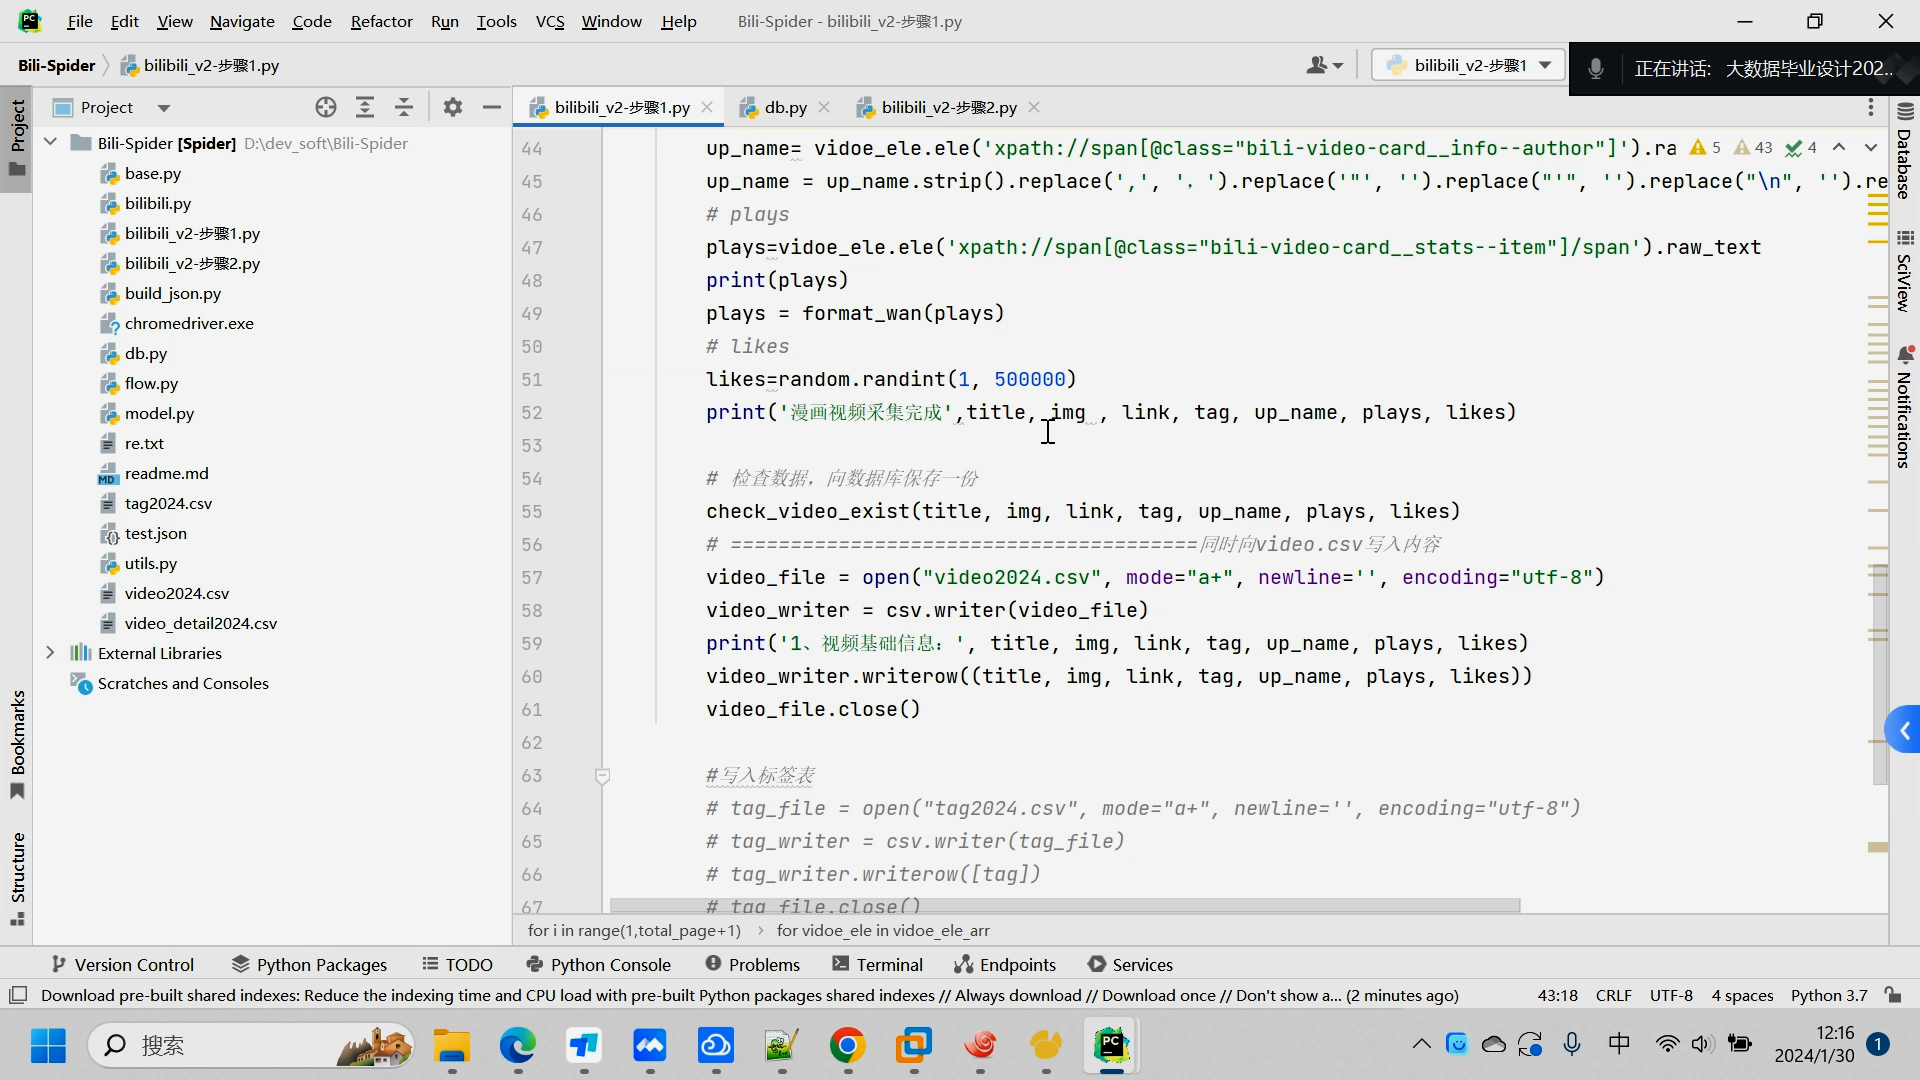 File Edit View Navigate Code Refactor Run Tools VCS Window Help Bili-Spider - bilibili_v2-步骤1.py
Bili-Spider bilibili_v2-步骤1.py bilibili_v2-步骤1 正在讲话: 大数据毕业设计202...
Project bilibili_v2-步骤1.py db.py bilibili_v2-步骤2.py
Project
Bookmarks
Structure
Bili-Spider [Spider] D:\dev_soft\Bili-Spider
base.py
bilibili.py
bilibili_v2-步骤1.py
bilibili_v2-步骤2.py
build_json.py
chromedriver.exe
db.py
flow.py
model.py
re.txt
readme.md
tag2024.csv
test.json
utils.py
video2024.csv
video_detail2024.csv
External Libraries
Scratches and Consoles
44 up_name= vidoe_ele.ele('xpath://span[@class="bili-video-card__info--author"]').ra 5 43 4
45 up_name = up_name.strip().replace(',', '，').replace('"', '').replace("'", '').replace("\n", '').re
46 # plays
47 plays=vidoe_ele.ele('xpath://span[@class="bili-video-card__stats--item"]/span').raw_text
48 print(plays)
49 plays = format_wan(plays)
50 # likes
51 likes=random.randint(1, 500000)
52 print('漫画视频采集完成',title, img , link, tag, up_name, plays, likes)
53
54 # 检查数据，向数据库保存一份
55 check_video_exist(title, img, link, tag, up_name, plays, likes)
56 # =======================================同时向video.csv写入内容
57 video_file = open("video2024.csv", mode="a+", newline='', encoding="utf-8")
58 video_writer = csv.writer(video_file)
59 print('1、视频基础信息：', title, img, link, tag, up_name, plays, likes)
60 video_writer.writerow((title, img, link, tag, up_name, plays, likes))
61 video_file.close()
62
63 #写入标签表
64 # tag_file = open("tag2024.csv", mode="a+", newline='', encoding="utf-8")
65 # tag_writer = csv.writer(tag_file)
66 # tag_writer.writerow([tag])
67 # tag_file.close()
Database
SciView
Notifications
for i in range(1,total_page+1) › for vidoe_ele in vidoe_ele_arr
Version Control Python Packages TODO Python Console Problems Terminal Endpoints Services
Download pre-built shared indexes: Reduce the indexing time and CPU load with pre-built Python packages shared indexes // Always download // Download once // Don't show a... (2 minutes ago) 43:18 CRLF UTF-8 4 spaces Python 3.7
搜索 中 12:16
2024/1/30 1